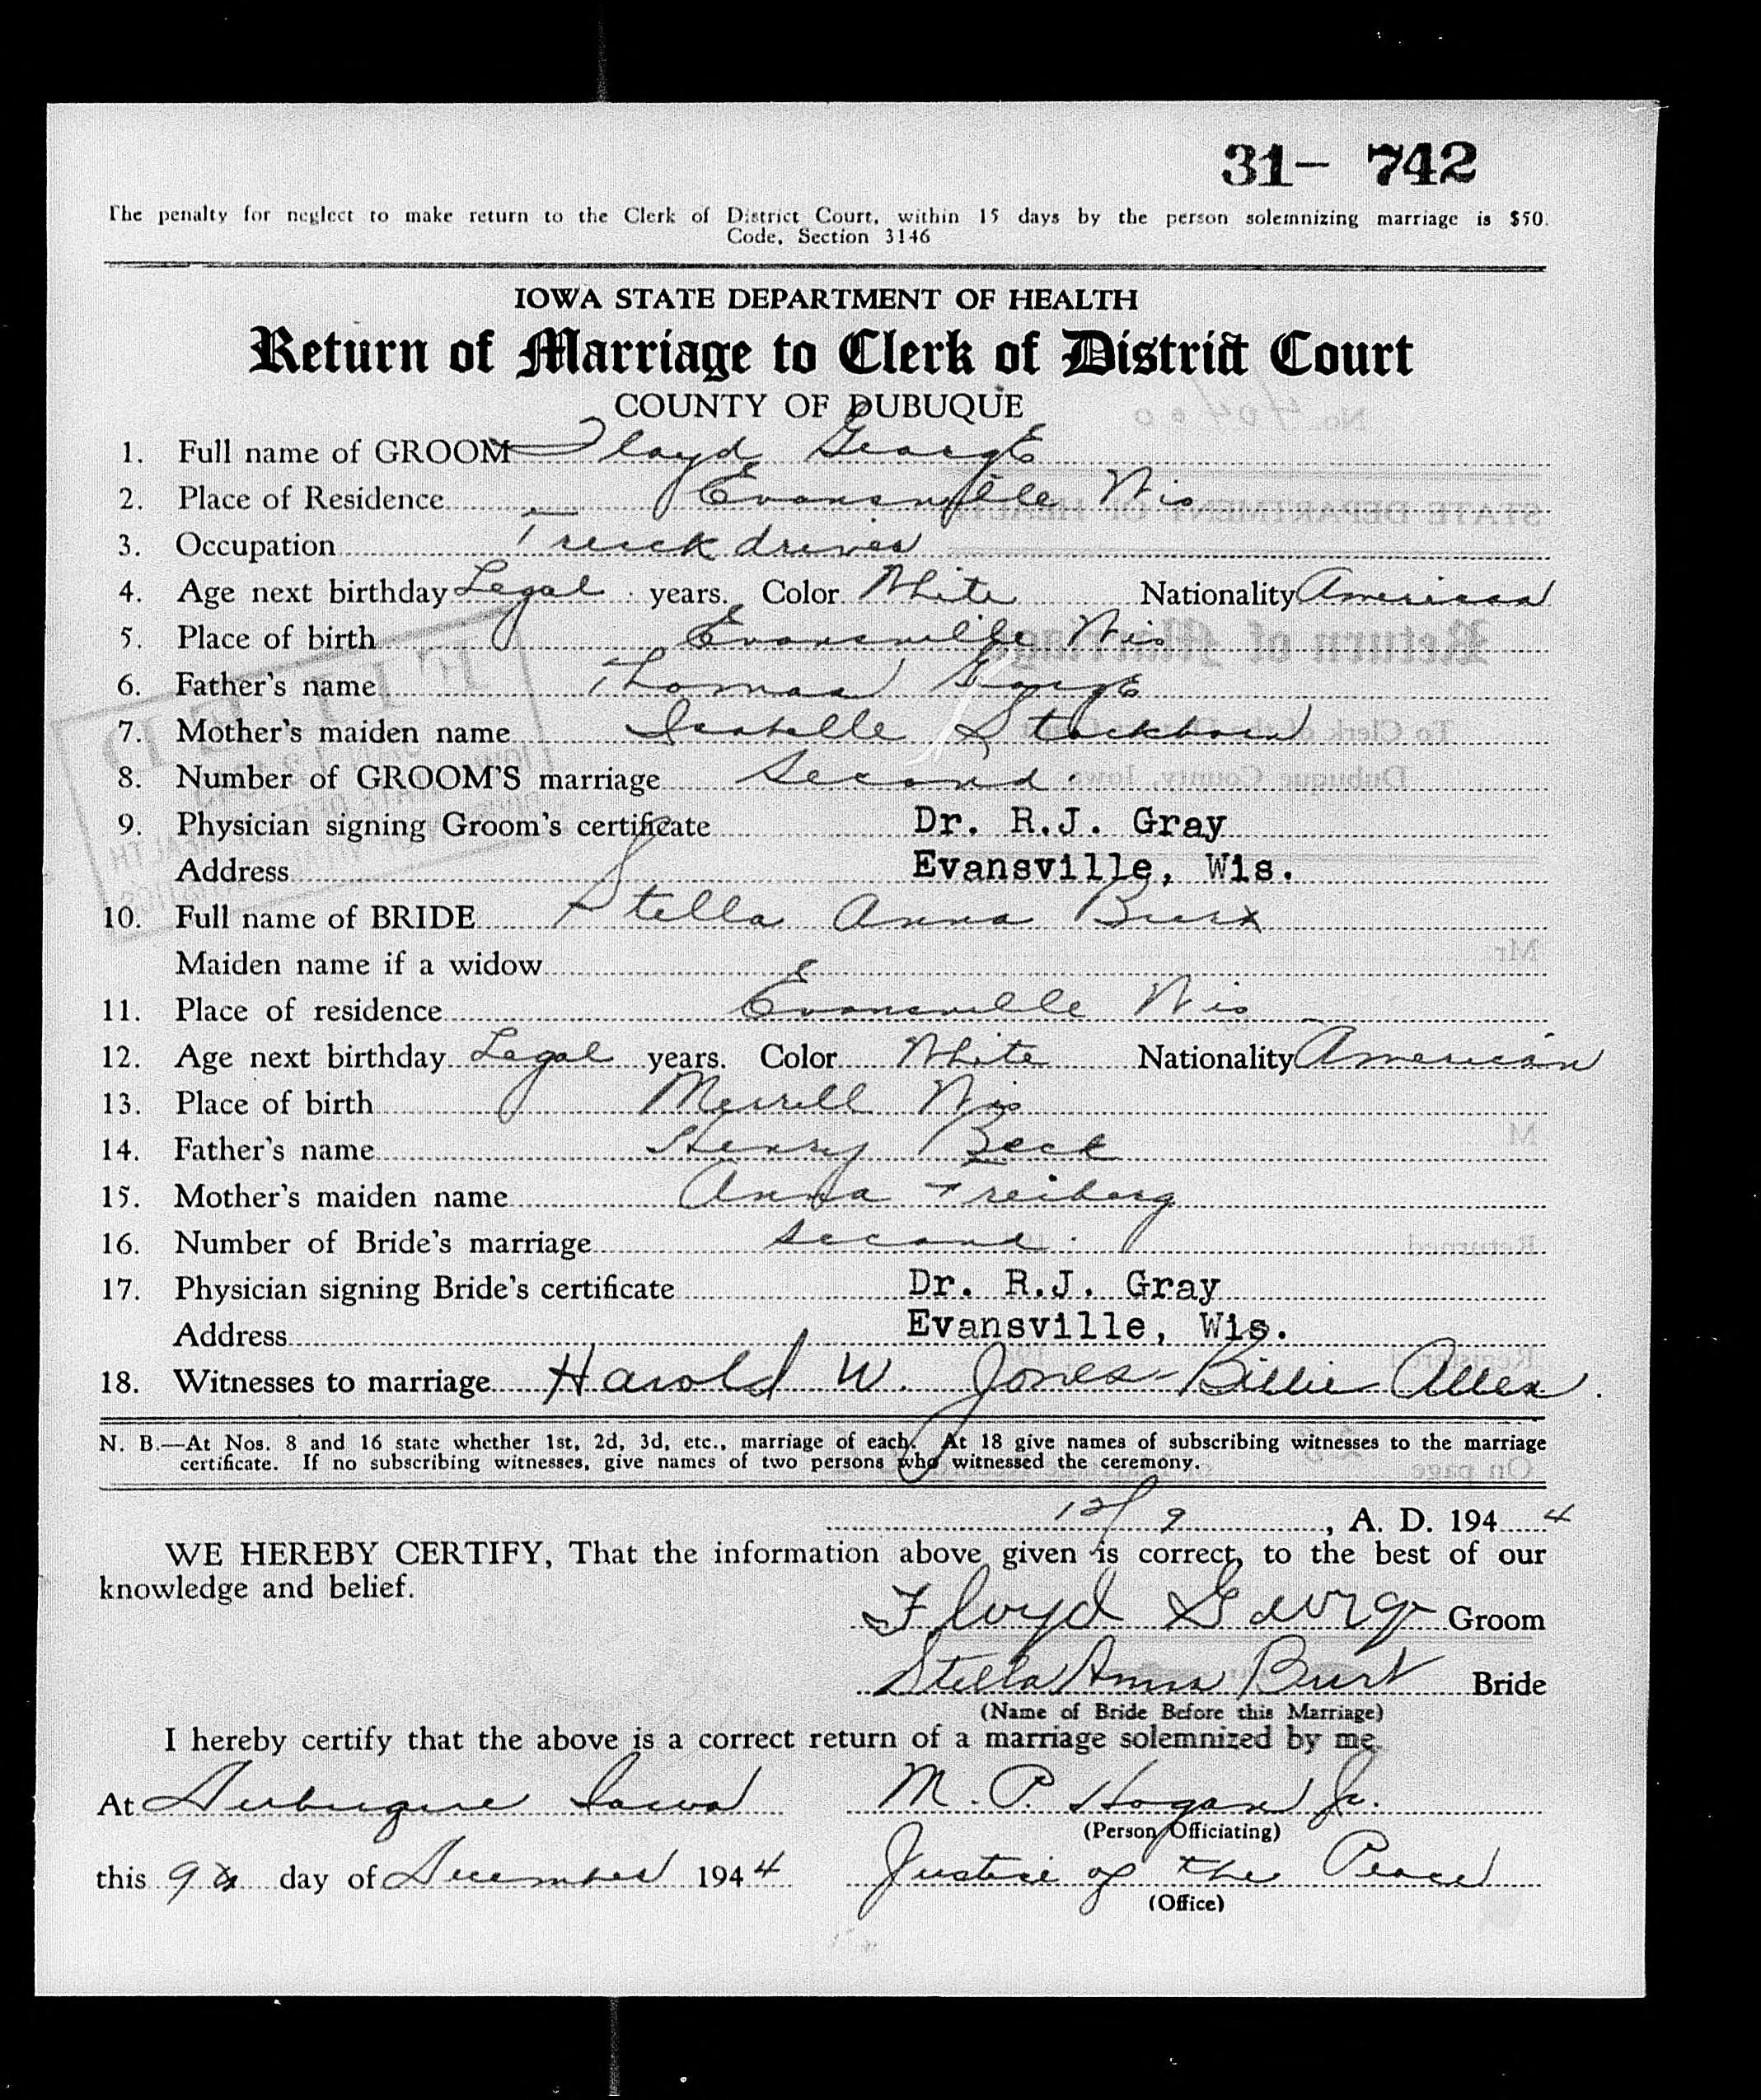 31- 742
The penalty for neglect to make return to the Clerk of District Court, within 15 days by the person solemnizing marriage is $50.
Code, Section 3146
IOWA STATE DEPARTMENT OF HEALTH
Return of Marriage to Clerk of District Court
COUNTY OF DUBUQUE
1. Full name of GROOM Floyd George
2. Place of Residence Evansville Wis
3. Occupation Truck driver
4. Age next birthday Legal years. Color White Nationality American
5. Place of birth Evansville Wis
6. Father's name Thomas George
7. Mother's maiden name Isabelle
8. Number of GROOM'S marriage Second.
9. Physician signing Groom's certificate Dr. R.J. Gray
Address Evansville, Wis.
10. Full name of BRIDE Stella Anna Burt
Maiden name if a widow
11. Place of residence Evansville Wis
12. Age next birthday Legal years. Color White Nationality American
13. Place of birth Merrill Wis
14. Father's name Henry Beck
15. Mother's maiden name Anna Freiberg
16. Number of Bride's marriage second.
17. Physician signing Bride's certificate Dr. R.J. Gray
Address Evansville, Wis.
18. Witnesses to marriage Harold W. Jones - Billie Allen.
N. B.—At Nos. 8 and 16 state whether 1st, 2d, 3d, etc., marriage of each. At 18 give names of subscribing witnesses to the marriage
certificate. If no subscribing witnesses, give names of two persons who witnessed the ceremony.
12/9, A. D. 1944
WE HEREBY CERTIFY, That the information above given is correct, to the best of our
knowledge and belief.
Floyd George Groom
Stella Anna Burt Bride
(Name of Bride Before this Marriage)
I hereby certify that the above is a correct return of a marriage solemnized by me
At Dubuque Iowa M. P. Hogan Jr.
(Person Officiating)
this 9th day of December 1944 Justice of the Peace
(Office)